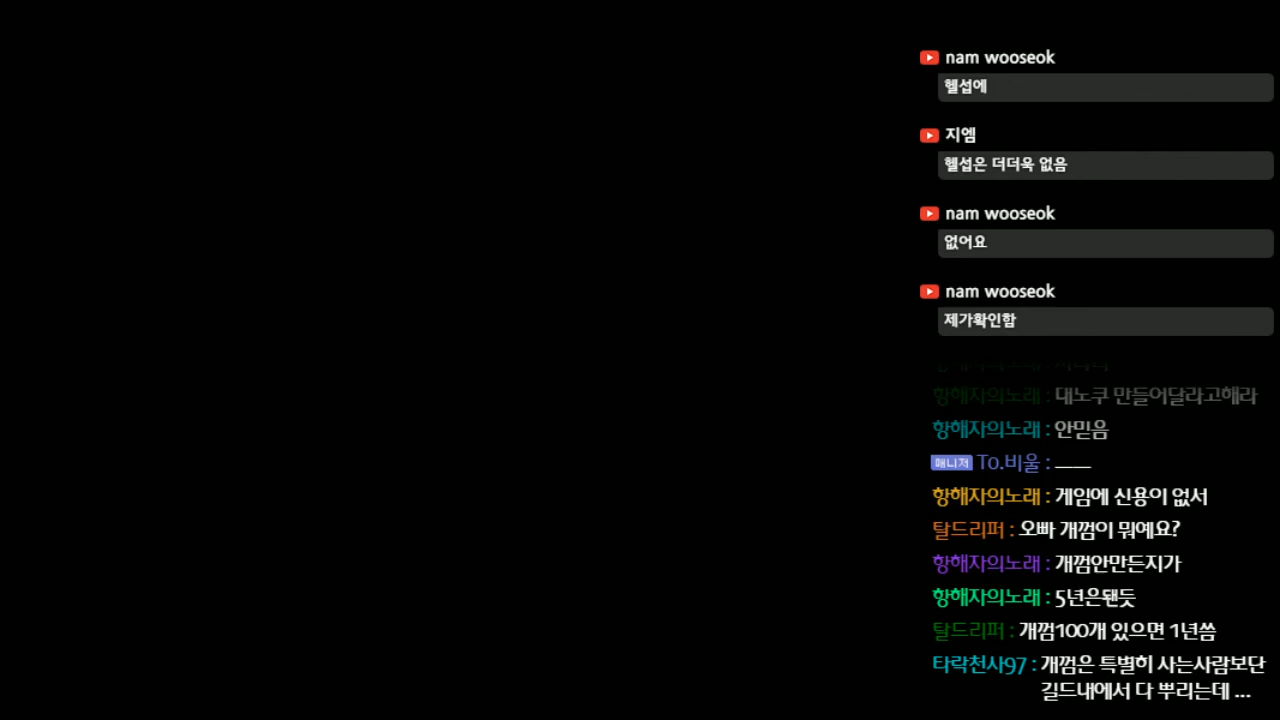 nam wooseok
헬섭에
지엠
헬섭은 더더욱 없음
nam wooseok
없어요
nam wooseok
제가확인함
항해자의노래 : 대노쿠 만들어달라고해라
항해자의노래 : 안믿음
매니저 To.비울 : ㅡㅡ
항해자의노래 : 게임에 신용이 없서
탈드리퍼 : 오빠 개껌이 뭐예요?
항해자의노래 : 개껌안만든지가
항해자의노래 : 5년은됀듯
탈드리퍼 : 개껌100개 있으면 1년씀
타락천사97 : 개껌은 특별히 사는사람보단
길드내에서 다 뿌리는데 ...